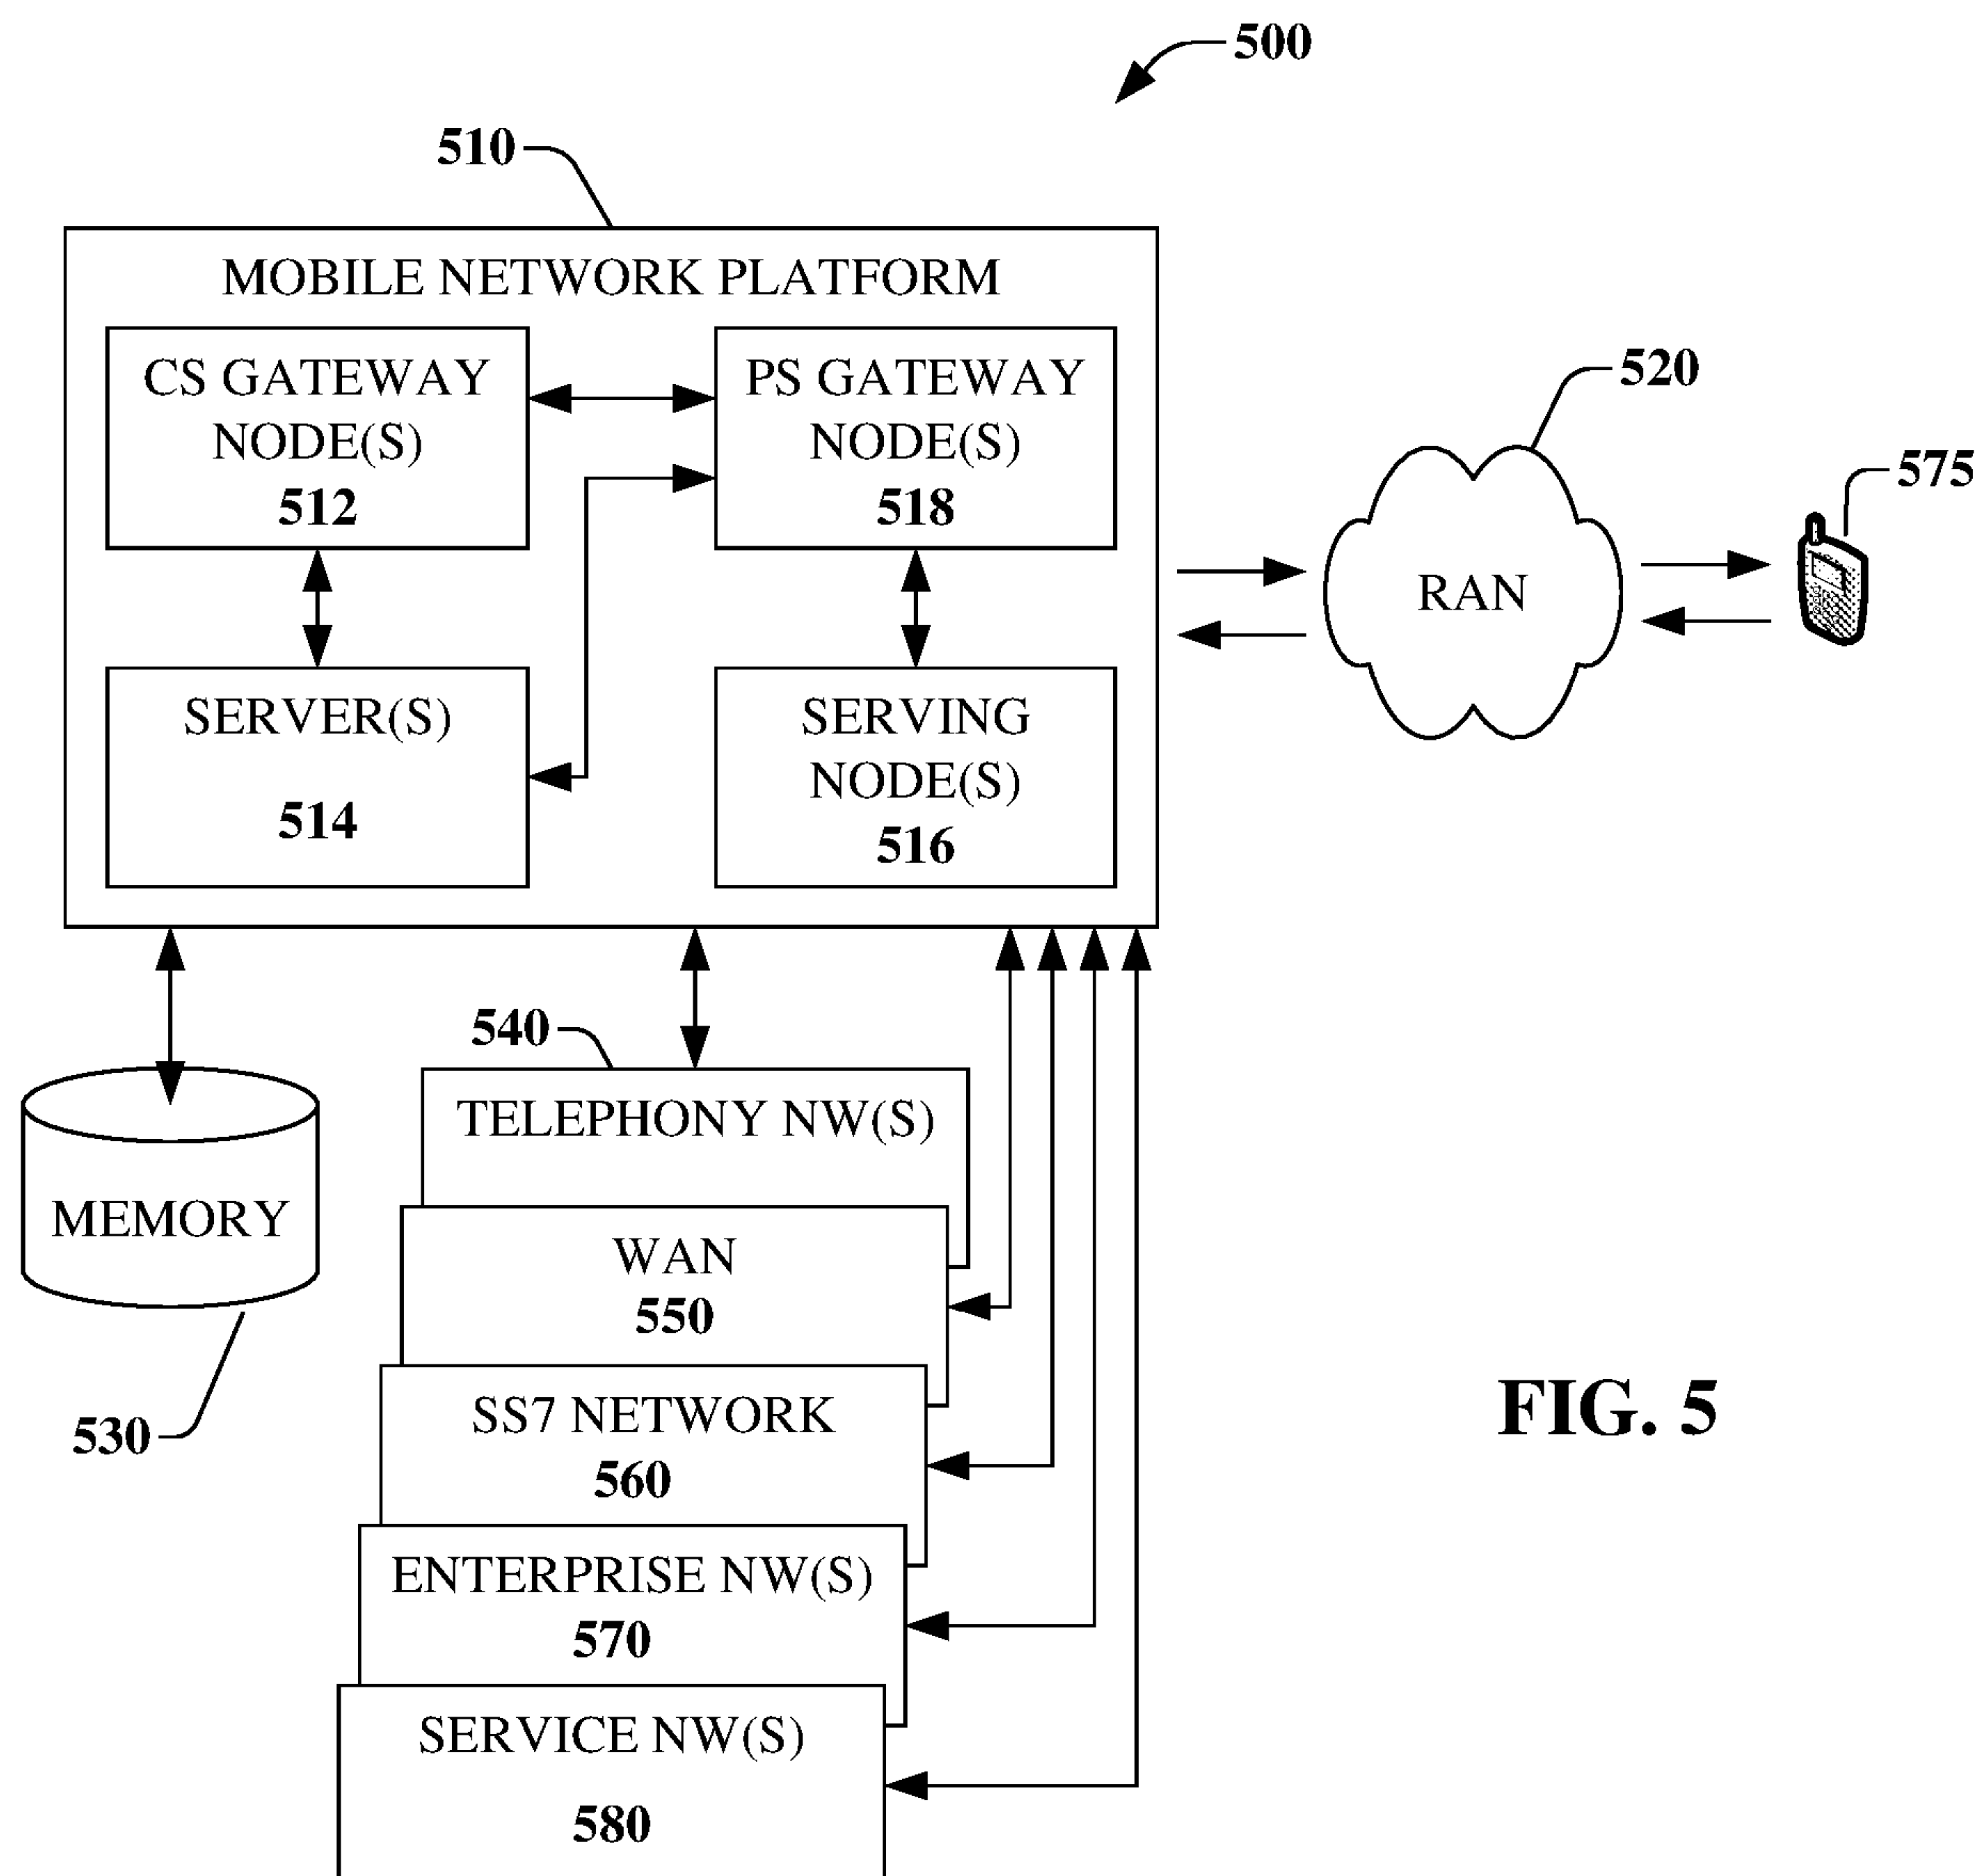 500
510
MOBILE NETWORK PLATFORM
CS GATEWAY
NODE(S)
512
PS GATEWAY
NODE(S)
518
520
575
RAN
SERVER(S)
514
SERVING
NODE(S)
516
540
TELEPHONY NW(S)
MEMORY
530
WAN
550
SS7 NETWORK
560
ENTERPRISE NW(S)
570
SERVICE NW(S)
580
FIG. 5